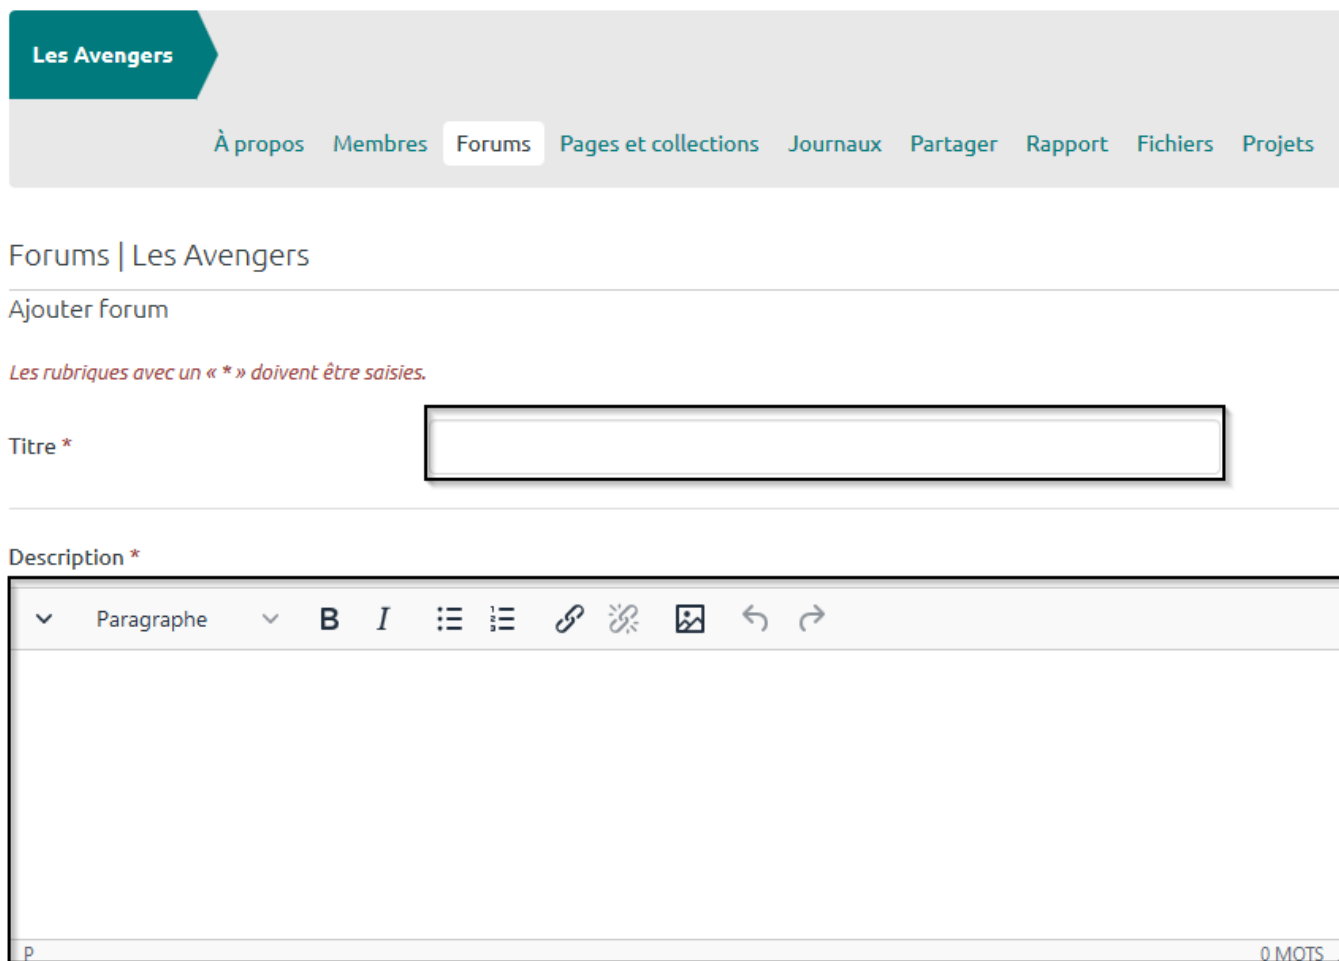 Les Avengers
À propos Membres Forums Pages et collections Journaux Partager Rapport Fichiers Projets
Forums | Les Avengers
Ajouter forum
Les rubriques avec un « * » doivent être saisies.
Titre *
Description *
Paragraphe B I
P 0 MOTS